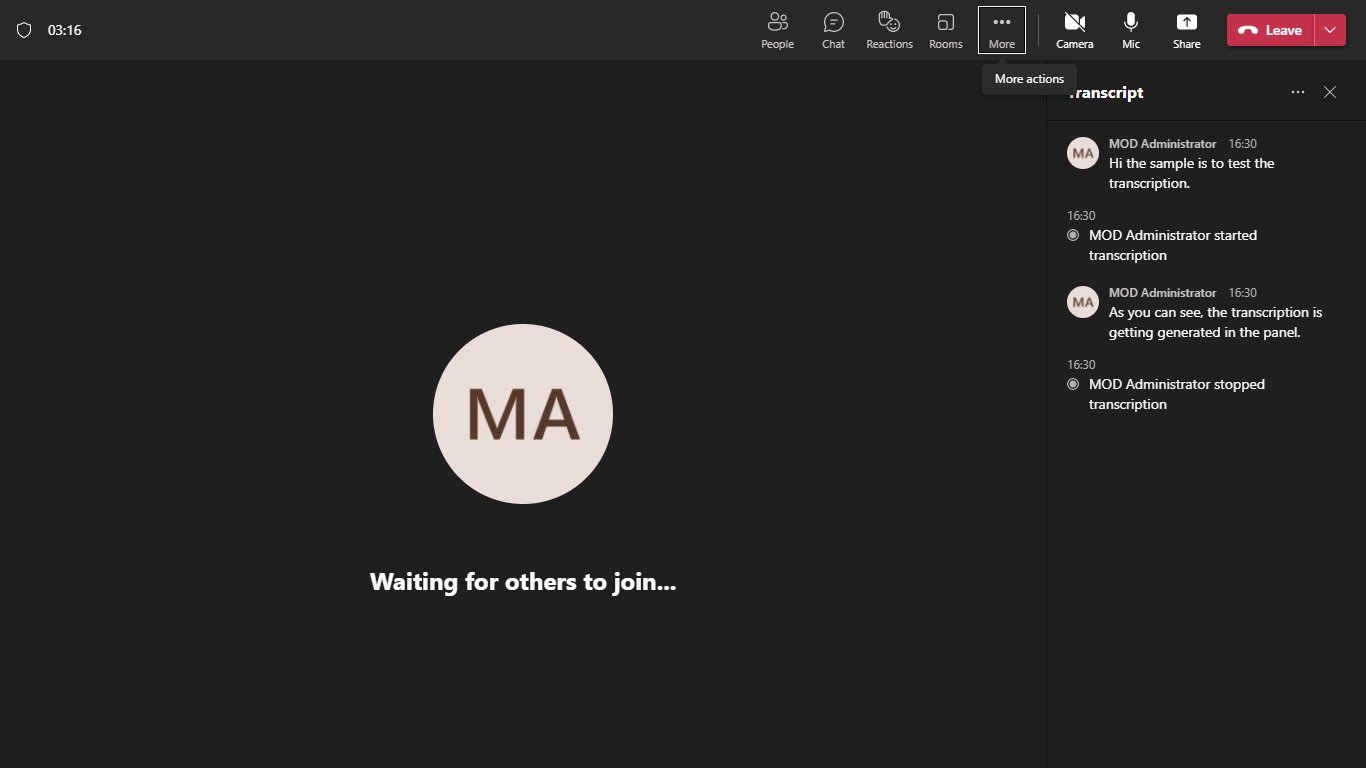 03:16
People
Chat
Reactions
Rooms
More
Camera
Mic
Share
Leave
More actions
Transcript
MA
MOD Administrator 16:30
Hi the sample is to test the
transcription.
16:30
MOD Administrator started
transcription
MA
MOD Administrator 16:30
As you can see, the transcription is
getting generated in the panel.
16:30
MOD Administrator stopped
transcription
MA
Waiting for others to join...